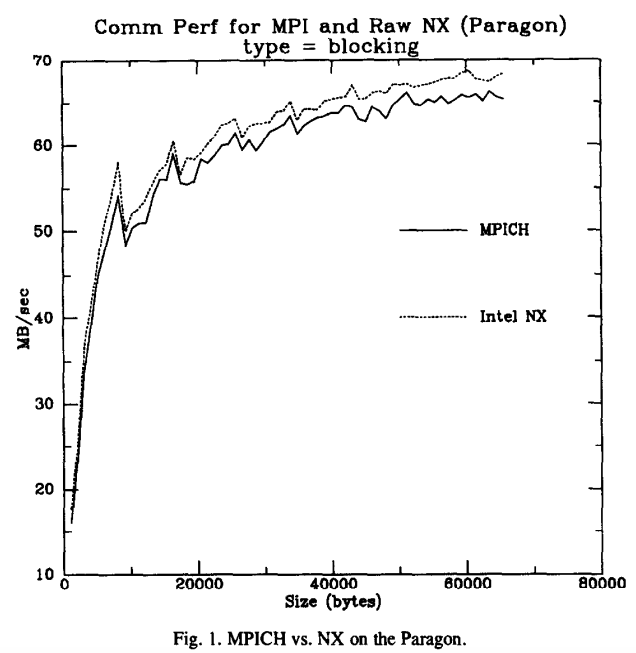 Comm Perf for MPI and Raw NX (Paragon)
type = blocking
70
60
50
40
30
20
10
MB/sec
MPICH
Intel NX
0
20000
40000
60000
80000
Size (bytes)
Fig. 1. MPICH vs. NX on the Paragon.